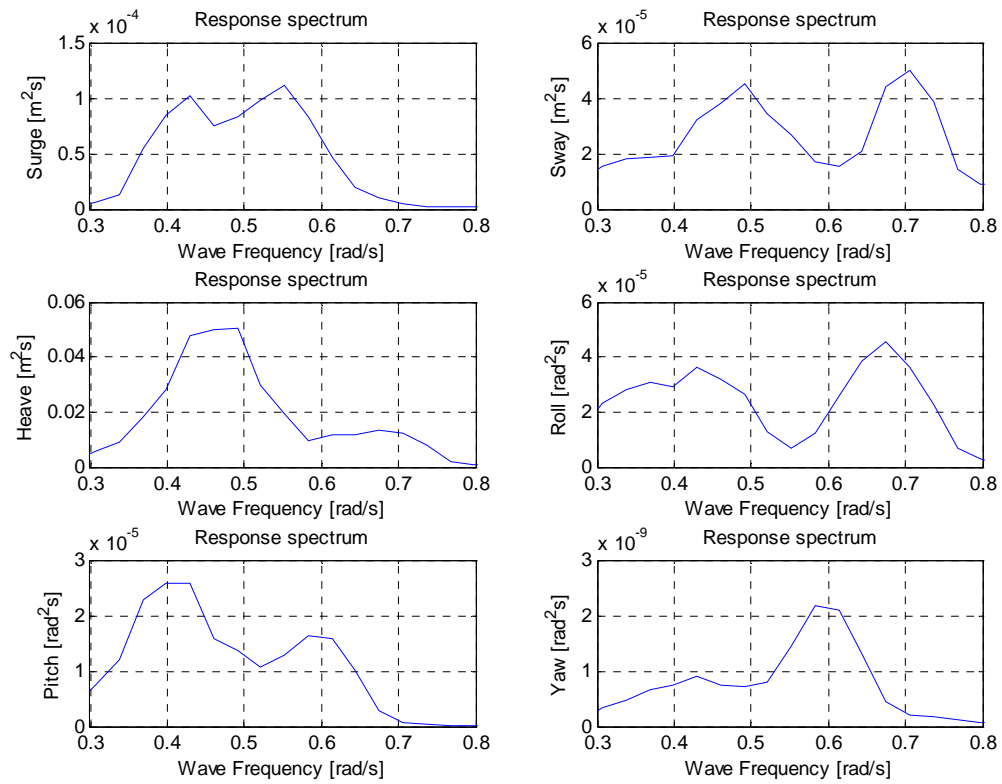 x 10^-4
Response spectrum
Surge [m^2s]
1.5
1
0.5
0
0.3 0.4 0.5 0.6 0.7 0.8
Wave Frequency [rad/s]
x 10^-5
Response spectrum
Sway [m^2s]
6
4
2
0
0.3 0.4 0.5 0.6 0.7 0.8
Wave Frequency [rad/s]
Response spectrum
Heave [m^2s]
0.06
0.04
0.02
0
0.3 0.4 0.5 0.6 0.7 0.8
Wave Frequency [rad/s]
x 10^-5
Response spectrum
Roll [rad^2s]
6
4
2
0
0.3 0.4 0.5 0.6 0.7 0.8
Wave Frequency [rad/s]
x 10^-5
Response spectrum
Pitch [rad^2s]
3
2
1
0
0.3 0.4 0.5 0.6 0.7 0.8
Wave Frequency [rad/s]
x 10^-9
Response spectrum
Yaw [rad^2s]
3
2
1
0
0.3 0.4 0.5 0.6 0.7 0.8
Wave Frequency [rad/s]